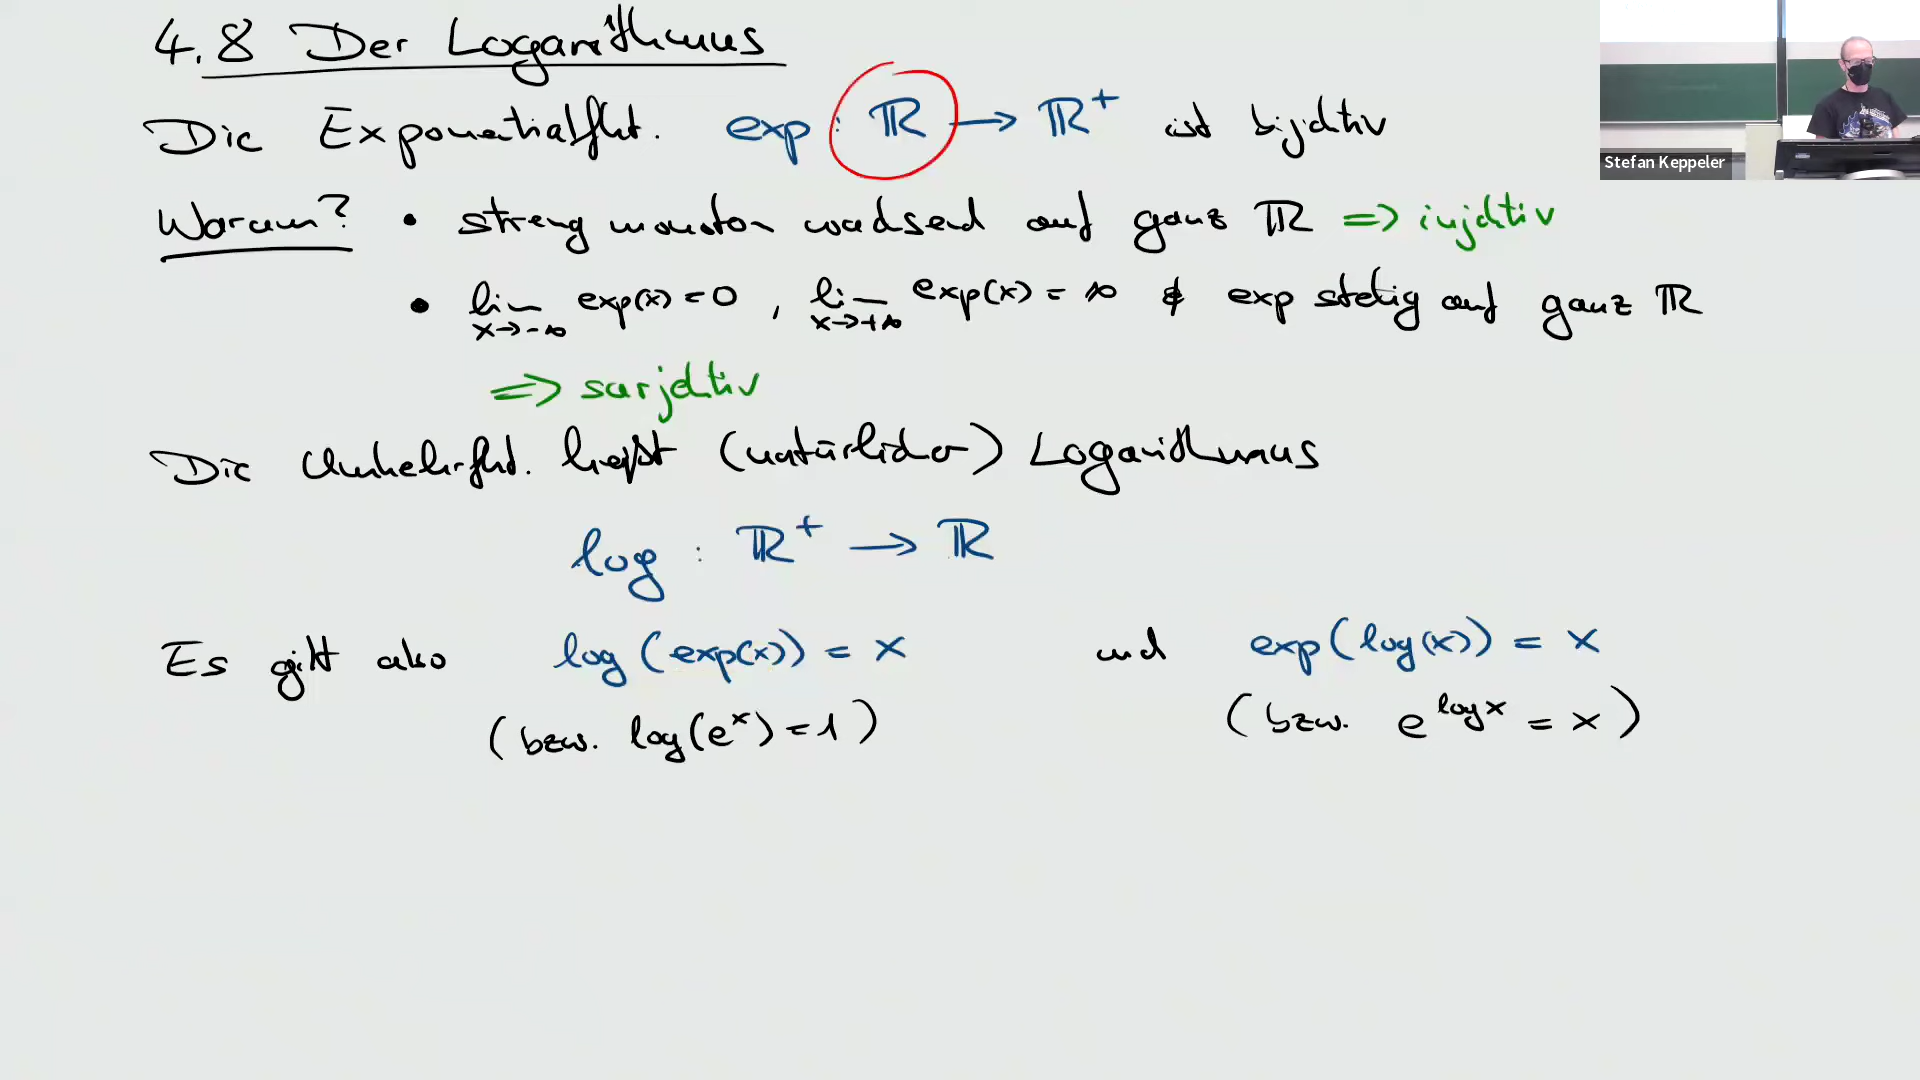 4.8 Der Logarithmus
Die Exponentialfkt. exp : ℝ → ℝ⁺ ist bijektiv
Warum? • streng monoton wachsend auf ganz ℝ ⇒ injektiv
• lim x→-∞ exp(x) = 0 , lim x→+∞ exp(x) = ∞ & exp stetig auf ganz ℝ
⇒ surjektiv
Die Umkehrfkt. heißt (natürlicher) Logarithmus
log : ℝ⁺ → ℝ
Es gilt also log(exp(x)) = x und exp(log(x)) = x
(bzw. log(eˣ) = 1) (bzw. e^{log x} = x)
Stefan Keppeler